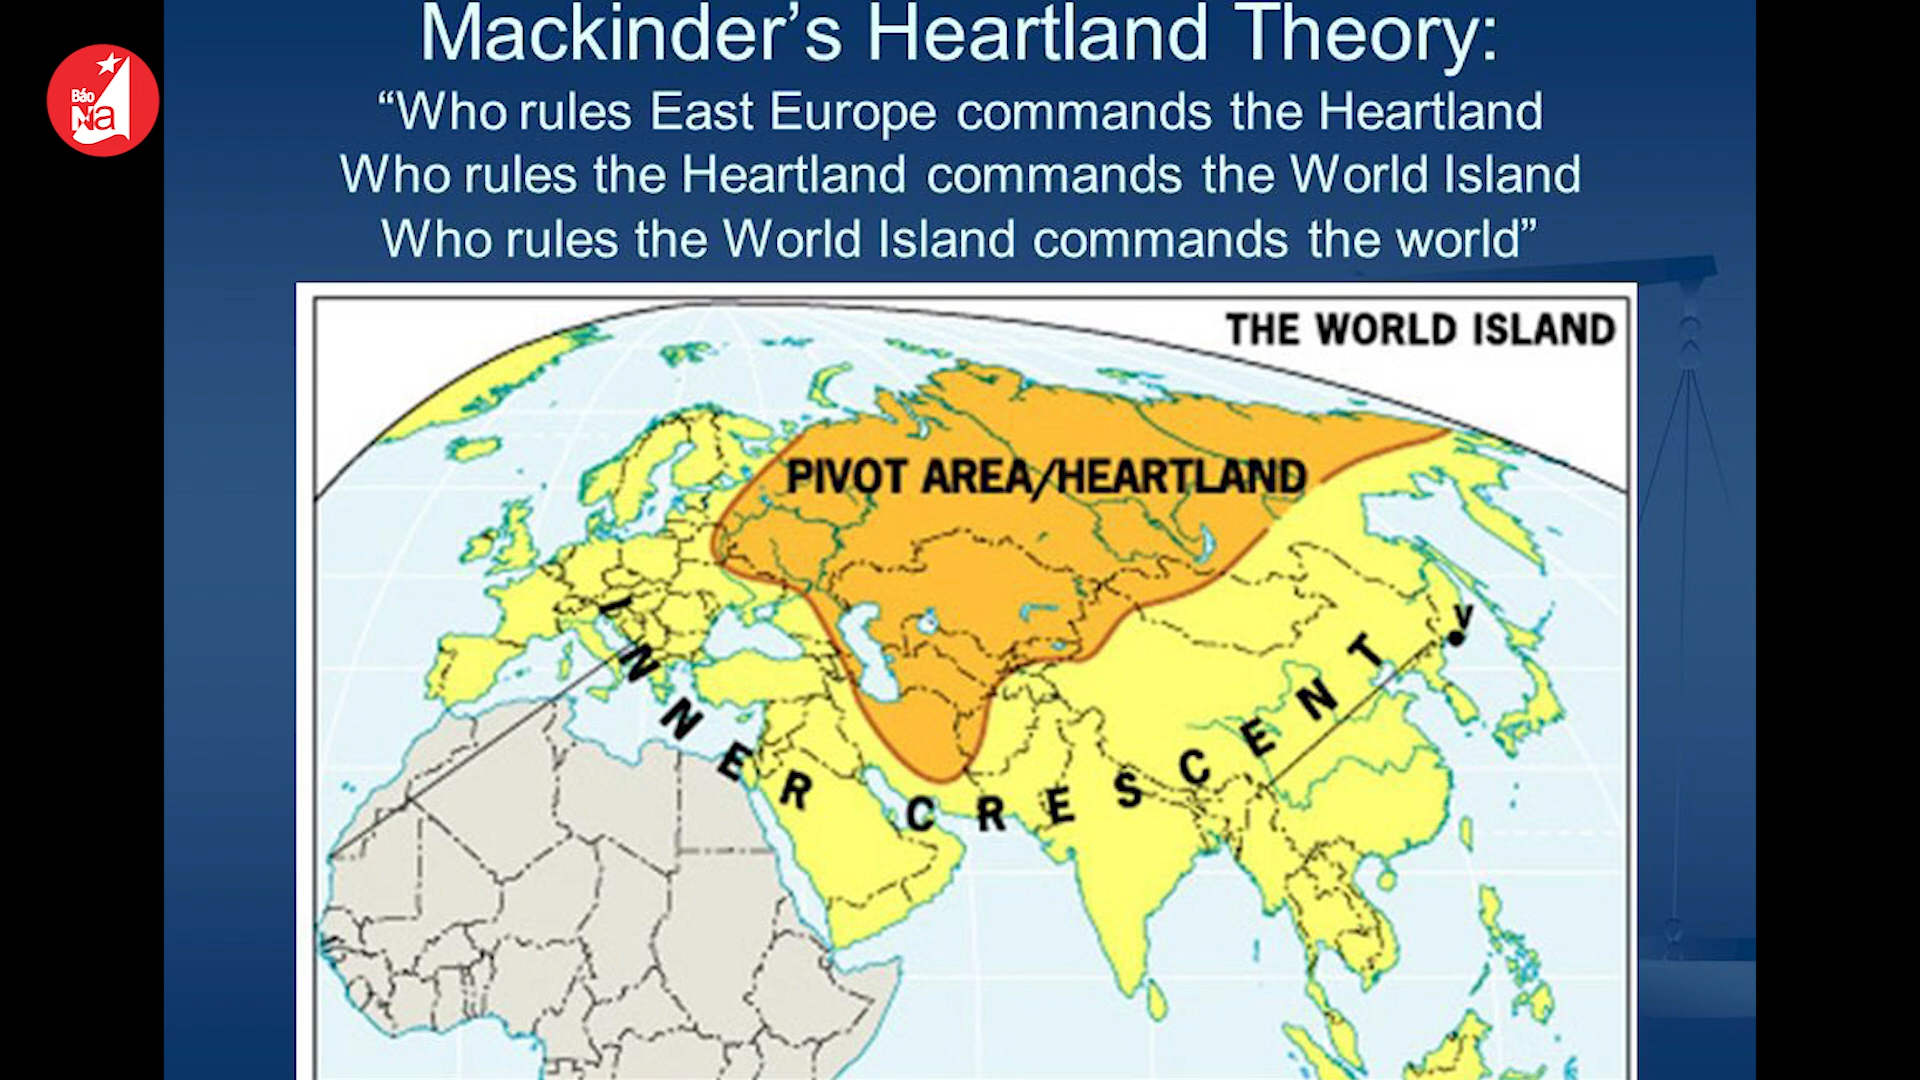 Mackinder’s Heartland Theory:
“Who rules East Europe commands the Heartland
Who rules the Heartland commands the World Island
Who rules the World Island commands the world”
Báo
Na
THE WORLD ISLAND
PIVOT AREA/HEARTLAND
V
INNER CRESCENT